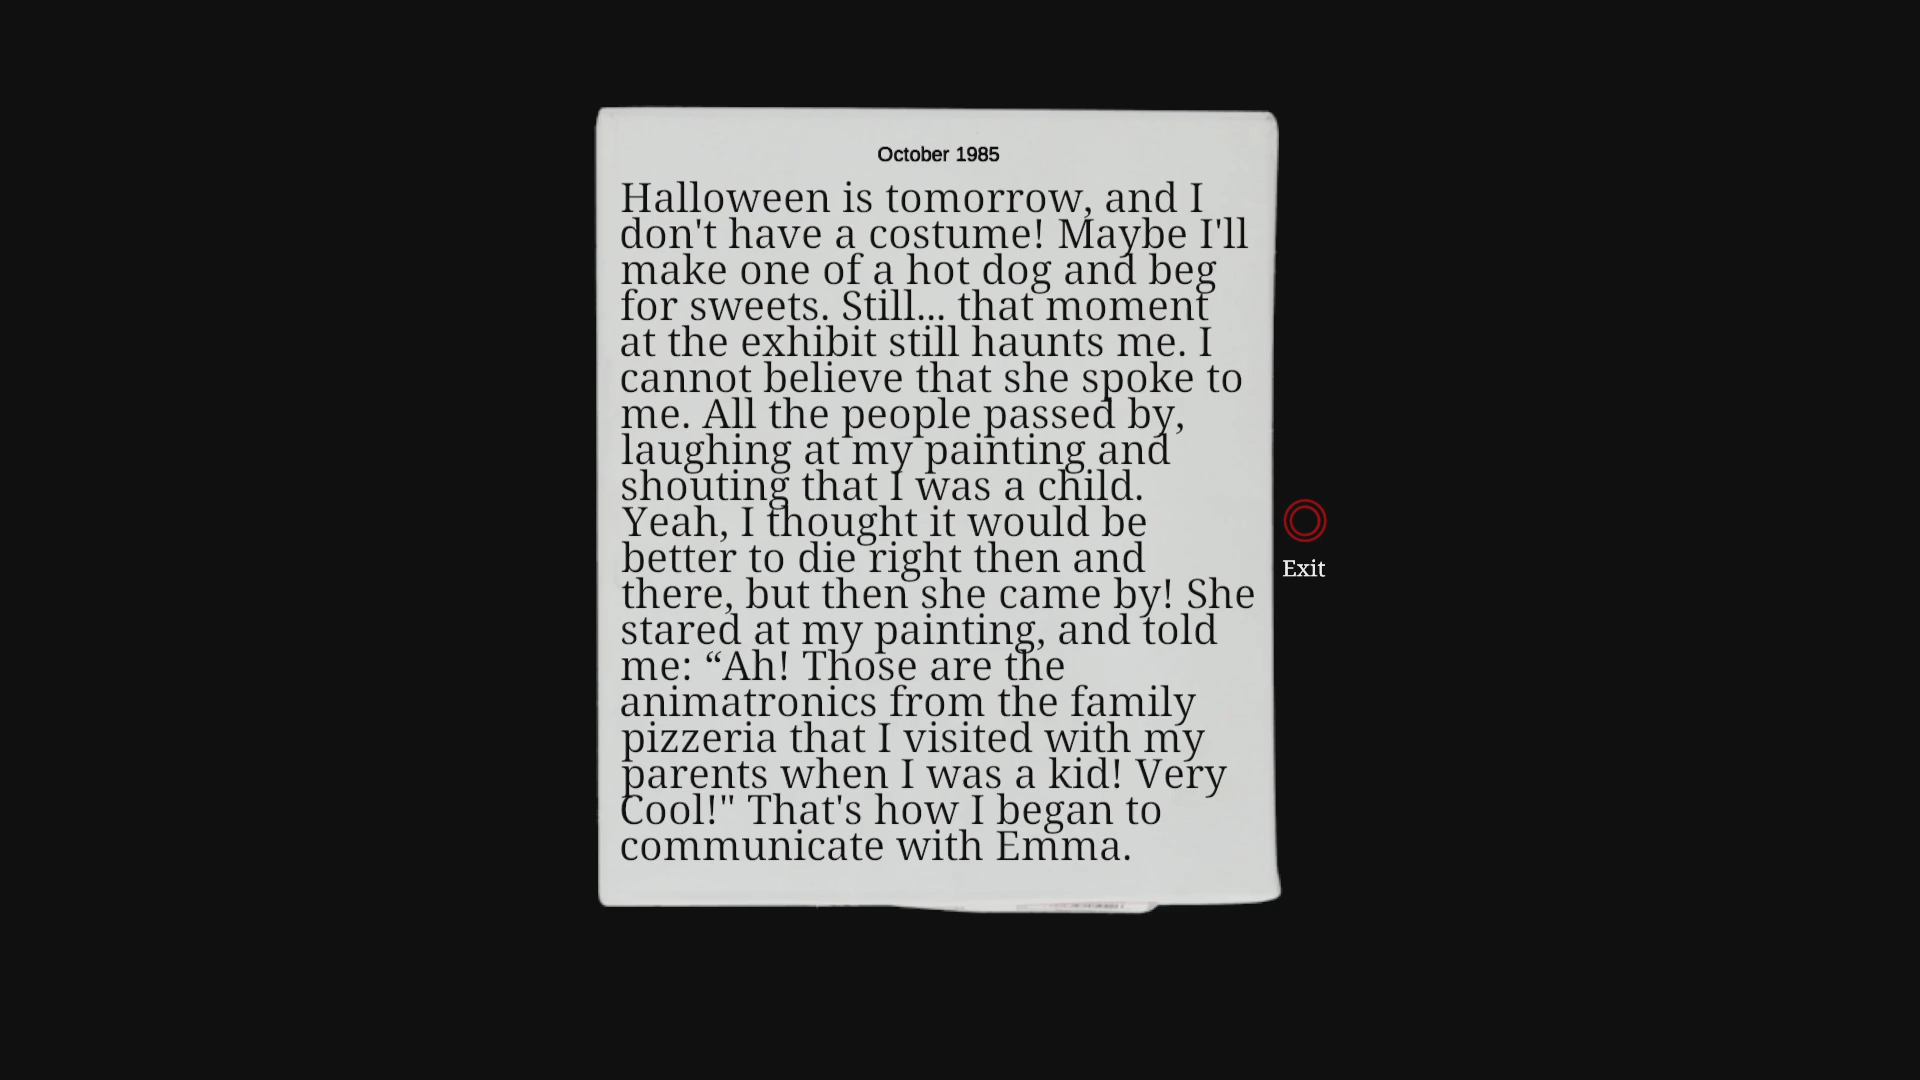 October 1985
Halloween is tomorrow, and I
don't have a costume! Maybe I'll
make one of a hot dog and beg
for sweets. Still... that moment
at the exhibit still haunts me. I
cannot believe that she spoke to
me. All the people passed by,
laughing at my painting and
shouting that I was a child.
Yeah, I thought it would be
better to die right then and
there, but then she came by! She
stared at my painting, and told
me: “Ah! Those are the
animatronics from the family
pizzeria that I visited with my
parents when I was a kid! Very
Cool!" That's how I began to
communicate with Emma.
Exit